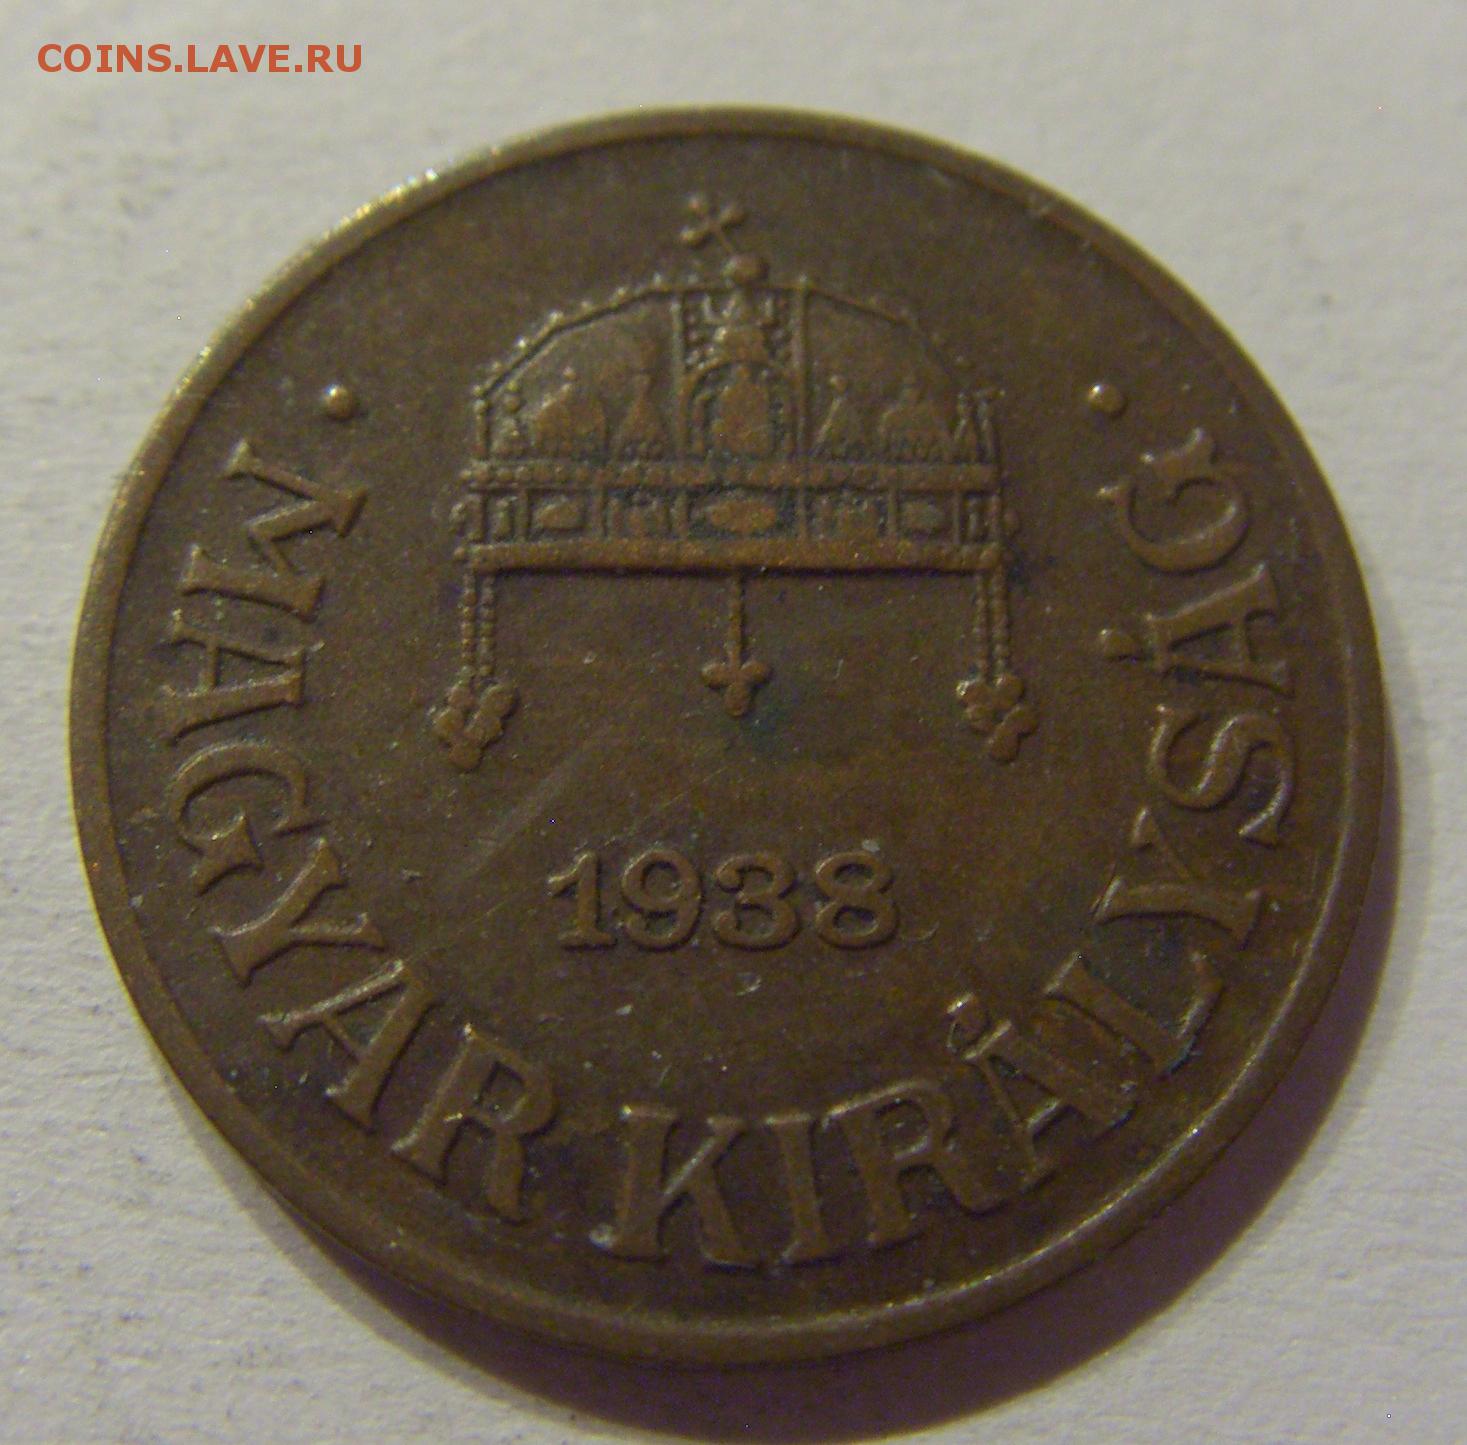 COINS.LAVE.RU
· MAGYAR KIRÁLYSÁG ·
1938